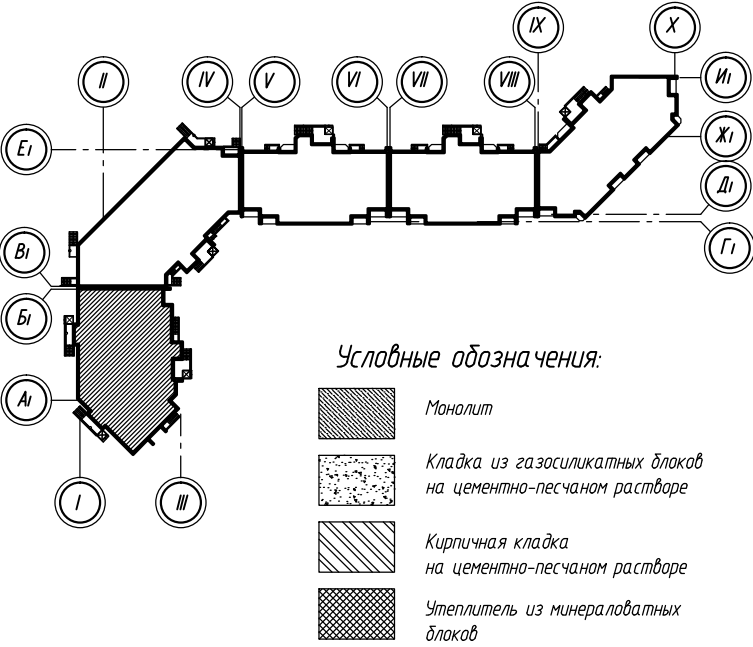 IX
X
II
IV
V
VI
VII
VIII
И1
Е1
Ж1
Д1
В1
Г1
Б1
А1
I
III
Условные обозначения:
Монолит
Кладка из газосиликатных блоков
на цементно-песчаном растворе
Кирпичная кладка
на цементно-песчаном растворе
Утеплитель из минераловатных
блоков